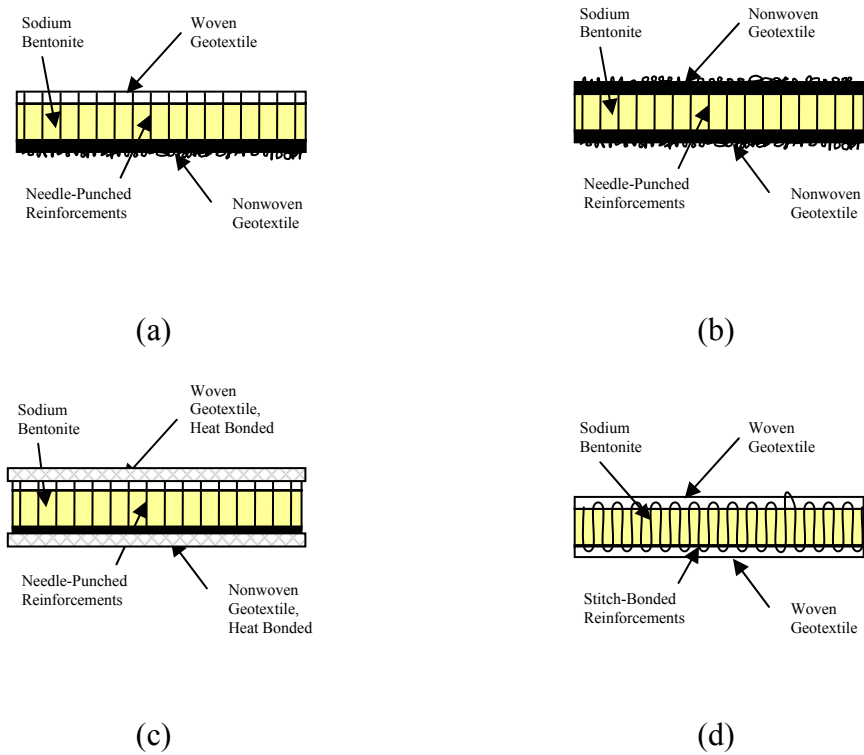 Sodium
Bentonite
Woven
Geotextile
Needle-Punched
Reinforcements
Nonwoven
Geotextile
(a)
Sodium
Bentonite
Nonwoven
Geotextile
Needle-Punched
Reinforcements
Nonwoven
Geotextile
(b)
Sodium
Bentonite
Woven
Geotextile,
Heat Bonded
Needle-Punched
Reinforcements
Nonwoven
Geotextile,
Heat Bonded
(c)
Sodium
Bentonite
Woven
Geotextile
Stitch-Bonded
Reinforcements
Woven
Geotextile
(d)